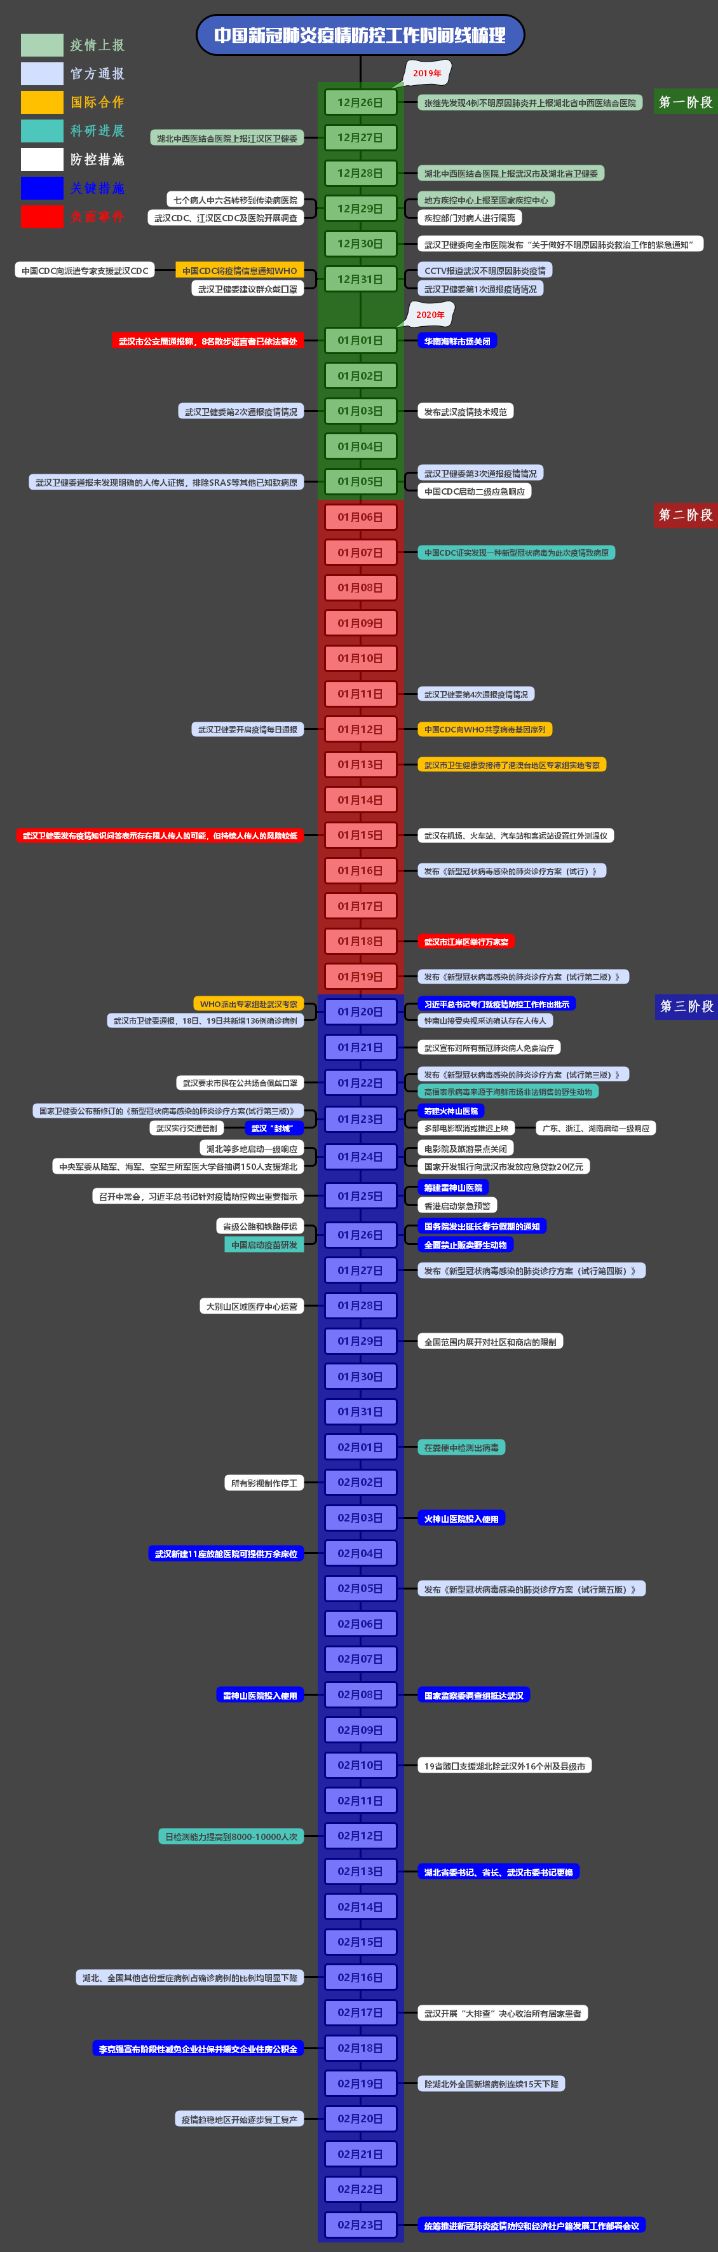 中国新冠肺炎疫情防控工作时间线梳理
疫情上报
官方通报
国际合作
科研进展
防控措施
关键措施
负面事件
2019年
第一阶段
12月26日
张继先发现4例不明原因肺炎并上报湖北省中西医结合医院
湖北中西医结合医院上报江汉区卫健委
12月27日
12月28日
湖北中西医结合医院上报武汉市及湖北省卫健委
七个病人中六名转移到传染病医院
武汉CDC、江汉区CDC及医院开展调查
12月29日
地方疾控中心上报至国家疾控中心
疾控部门对病人进行隔离
12月30日
武汉卫健委向全市医院发布“关于做好不明原因肺炎救治工作的紧急通知”
中国CDC向派遣专家支援武汉CDC
中国CDC将疫情信息通知WHO
武汉卫健委建议群众戴口罩
12月31日
CCTV报道武汉不明原因肺炎疫情
武汉卫健委第1次通报疫情情况
2020年
武汉市公安局通报称，8名散步谣言者已依法查处
01月01日
华南海鲜市场关闭
01月02日
武汉卫健委第2次通报疫情情况
01月03日
发布武汉疫情技术规范
01月04日
武汉卫健委通报未发现明确的人传人证据，排除SRAS等其他已知致病原
01月05日
武汉卫健委第3次通报疫情情况
中国CDC启动二级应急响应
01月06日
第二阶段
01月07日
中国CDC证实发现一种新型冠状病毒为此次疫情致病原
01月08日
01月09日
01月10日
01月11日
武汉卫健委第4次通报疫情情况
武汉卫健委开启疫情每日通报
01月12日
中国CDC向WHO共享病毒基因序列
01月13日
武汉市卫生健康委接待了港澳台地区专家组实地考察
01月14日
武汉卫健委发布疫情知识问答表示存在限人传人的可能，但持续人传人的风险较低
01月15日
武汉在机场、火车站、汽车站和客运站设置红外测温仪
01月16日
发布《新型冠状病毒感染的肺炎诊疗方案（试行）》
01月17日
01月18日
武汉市江岸区举行万家宴
01月19日
发布《新型冠状病毒感染的肺炎诊疗方案（试行第二版）》
WHO派出专家组赴武汉考察
武汉市卫健委通报，18日、19日共新增136例确诊病例
01月20日
习近平总书记专门就疫情防控工作作出批示
钟南山接受央视采访确认存在人传人
第三阶段
01月21日
武汉宣布对所有新冠肺炎病人免费治疗
武汉要求市民在公共场合佩戴口罩
01月22日
发布《新型冠状病毒感染的肺炎诊疗方案（试行第三版）》
高福表示病毒来源于海鲜市场非法销售的野生动物
国家卫健委公布新修订的《新型冠状病毒感染的肺炎诊疗方案(试行第三版)》
武汉实行交通管制
武汉“封城”
01月23日
筹建火神山医院
多部电影取消或推迟上映
广东、浙江、湖南启动一级响应
湖北等多地启动一级响应
中央军委从陆军、海军、空军三所军医大学各抽调150人支援湖北
01月24日
电影院及旅游景点关闭
国家开发银行向武汉市发放应急贷款20亿元
召开中常会，习近平总书记针对疫情防控做出重要指示
01月25日
筹建雷神山医院
香港启动紧急预警
省级公路和铁路停运
中国启动疫苗研发
01月26日
国务院发出延长春节假期的通知
全面禁止贩卖野生动物
01月27日
发布《新型冠状病毒感染的肺炎诊疗方案（试行第四版）》
大别山区域医疗中心运营
01月28日
01月29日
全国范围内展开对社区和商店的限制
01月30日
01月31日
02月01日
在粪便中检测出病毒
所有影视制作停工
02月02日
02月03日
火神山医院投入使用
武汉新建11座放舱医院可提供万余床位
02月04日
02月05日
发布《新型冠状病毒感染的肺炎诊疗方案（试行第五版）》
02月06日
02月07日
雷神山医院投入使用
02月08日
国家监察委调查组抵达武汉
02月09日
02月10日
19省随口支援湖北除武汉外16个州及县级市
02月11日
日检测能力提高到8000-10000人次
02月12日
02月13日
湖北省委书记、省长、武汉市委书记更换
02月14日
02月15日
湖北、全国其他省份重症病例占确诊病例的比例均明显下降
02月16日
02月17日
武汉开展“大排查”决心收治所有居家患者
李克强宣布阶段性减免企业社保并缓交企业住房公积金
02月18日
02月19日
除湖北外全国新增病例连续15天下降
疫情趋稳地区开始逐步复工复产
02月20日
02月21日
02月22日
02月23日
统筹推进新冠肺炎疫情防控和经济社户籍发展工作部署会议